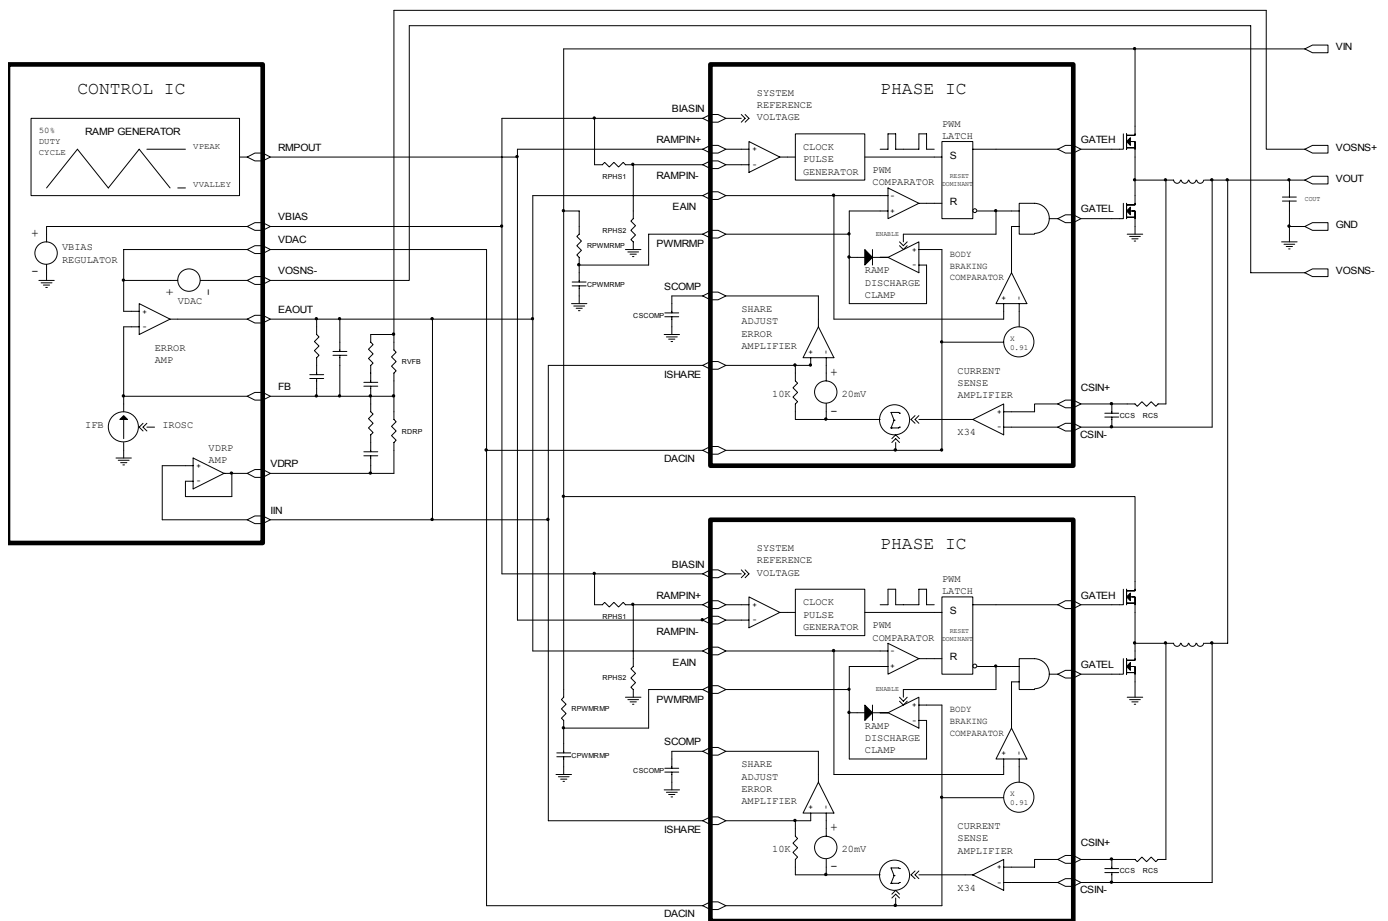 CONTROL IC
50%
DUTY
CYCLE
RAMP GENERATOR
VPEAK
VVALLEY
RMPOUT
VBIAS
VDAC
VOSNS-
EAOUT
FB
VDRP
IIN
+
-
VBIAS
REGULATOR
+ -
VDAC
+
-
ERROR
AMP
IFB
IROSC
VDRP
AMP
+
-
RVFB
RDRP
VIN
VOSNS+
VOUT
COUT
GND
VOSNS-
PHASE IC
BIASIN
RAMPIN+
RAMPIN-
EAIN
PWMRMP
SCOMP
ISHARE
DACIN
RPHS1
RPHS2
RPWMRMP
CPWMRMP
CSCOMP
SYSTEM
REFERENCE
VOLTAGE
+
-
CLOCK
PULSE
GENERATOR
PWM
LATCH
S
RESET
DOMINANT
R
PWM
COMPARATOR
-
+
ENABLE
+
-
RAMP
DISCHARGE
CLAMP
BODY
BRAKING
COMPARATOR
+ -
X
0.91
SHARE
ADJUST
ERROR
AMPLIFIER
+ -
10K
+
20mV
-
Σ
CURRENT
SENSE
AMPLIFIER
X34
+
-
GATEH
GATEL
CSIN+
CCS
RCS
CSIN-
PHASE IC
BIASIN
RAMPIN+
RAMPIN-
EAIN
PWMRMP
SCOMP
ISHARE
DACIN
RPHS1
RPHS2
RPWMRMP
CPWMRMP
CSCOMP
SYSTEM
REFERENCE
VOLTAGE
+
-
CLOCK
PULSE
GENERATOR
PWM
LATCH
S
RESET
DOMINANT
R
PWM
COMPARATOR
-
+
ENABLE
+
-
RAMP
DISCHARGE
CLAMP
BODY
BRAKING
COMPARATOR
+ -
X
0.91
SHARE
ADJUST
ERROR
AMPLIFIER
+ -
10K
+
20mV
-
Σ
CURRENT
SENSE
AMPLIFIER
X34
+
-
GATEH
GATEL
CSIN+
CCS
RCS
CSIN-